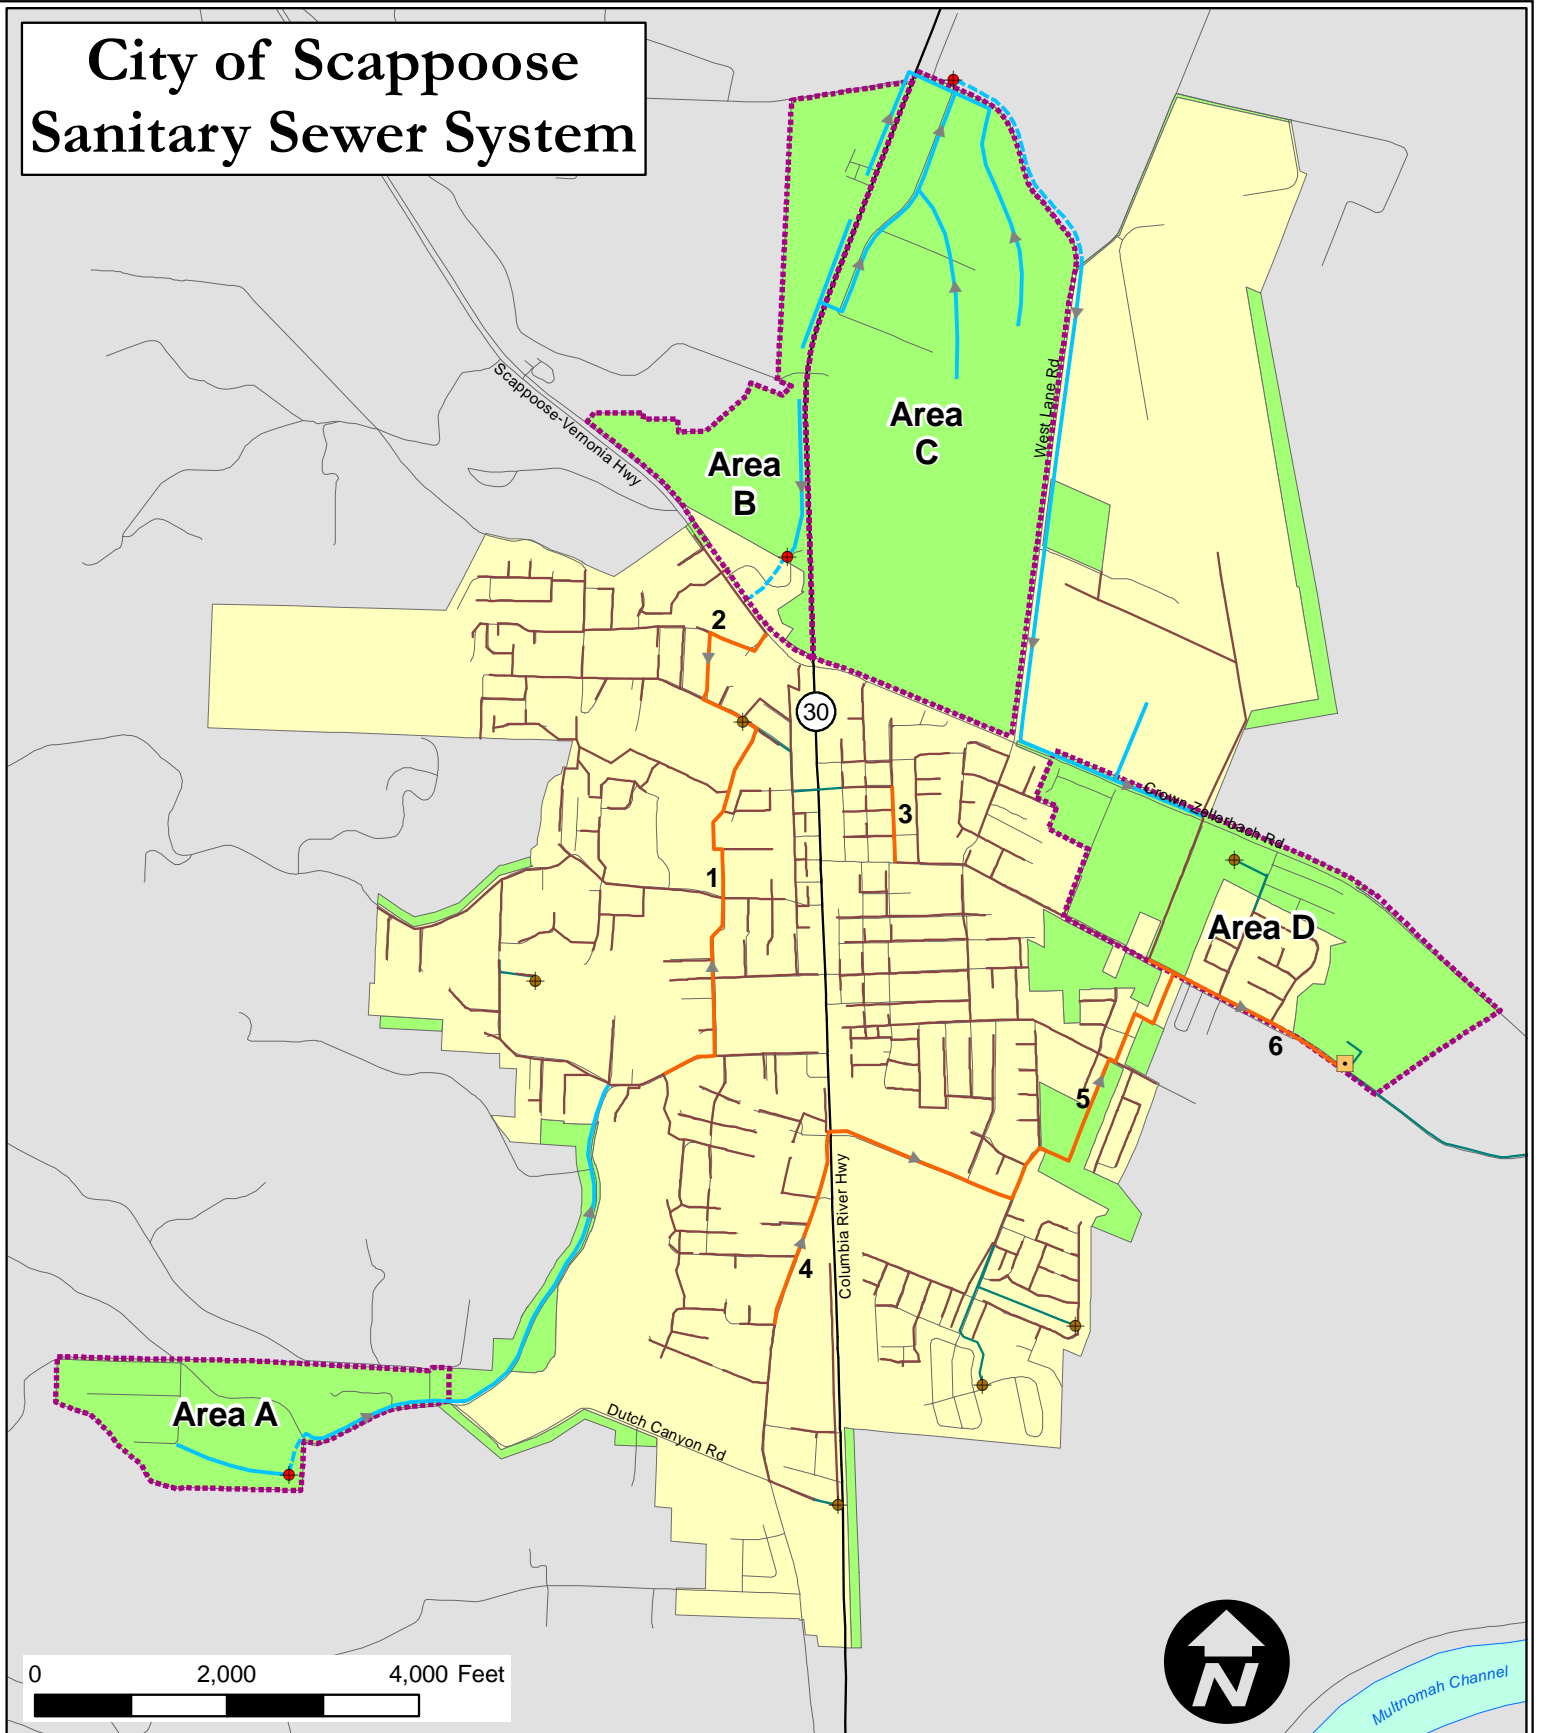 City of Scappoose
Sanitary Sewer System
Scappoose-Vernonia Hwy
West Lane Rd
Area
C
Area
B
2
30
Crown Zellerbach Rd
3
1
Area D
6
5
Columbia River Hwy
4
Area A
Dutch Canyon Rd
0 2,000 4,000 Feet
N
Multnomah Channel